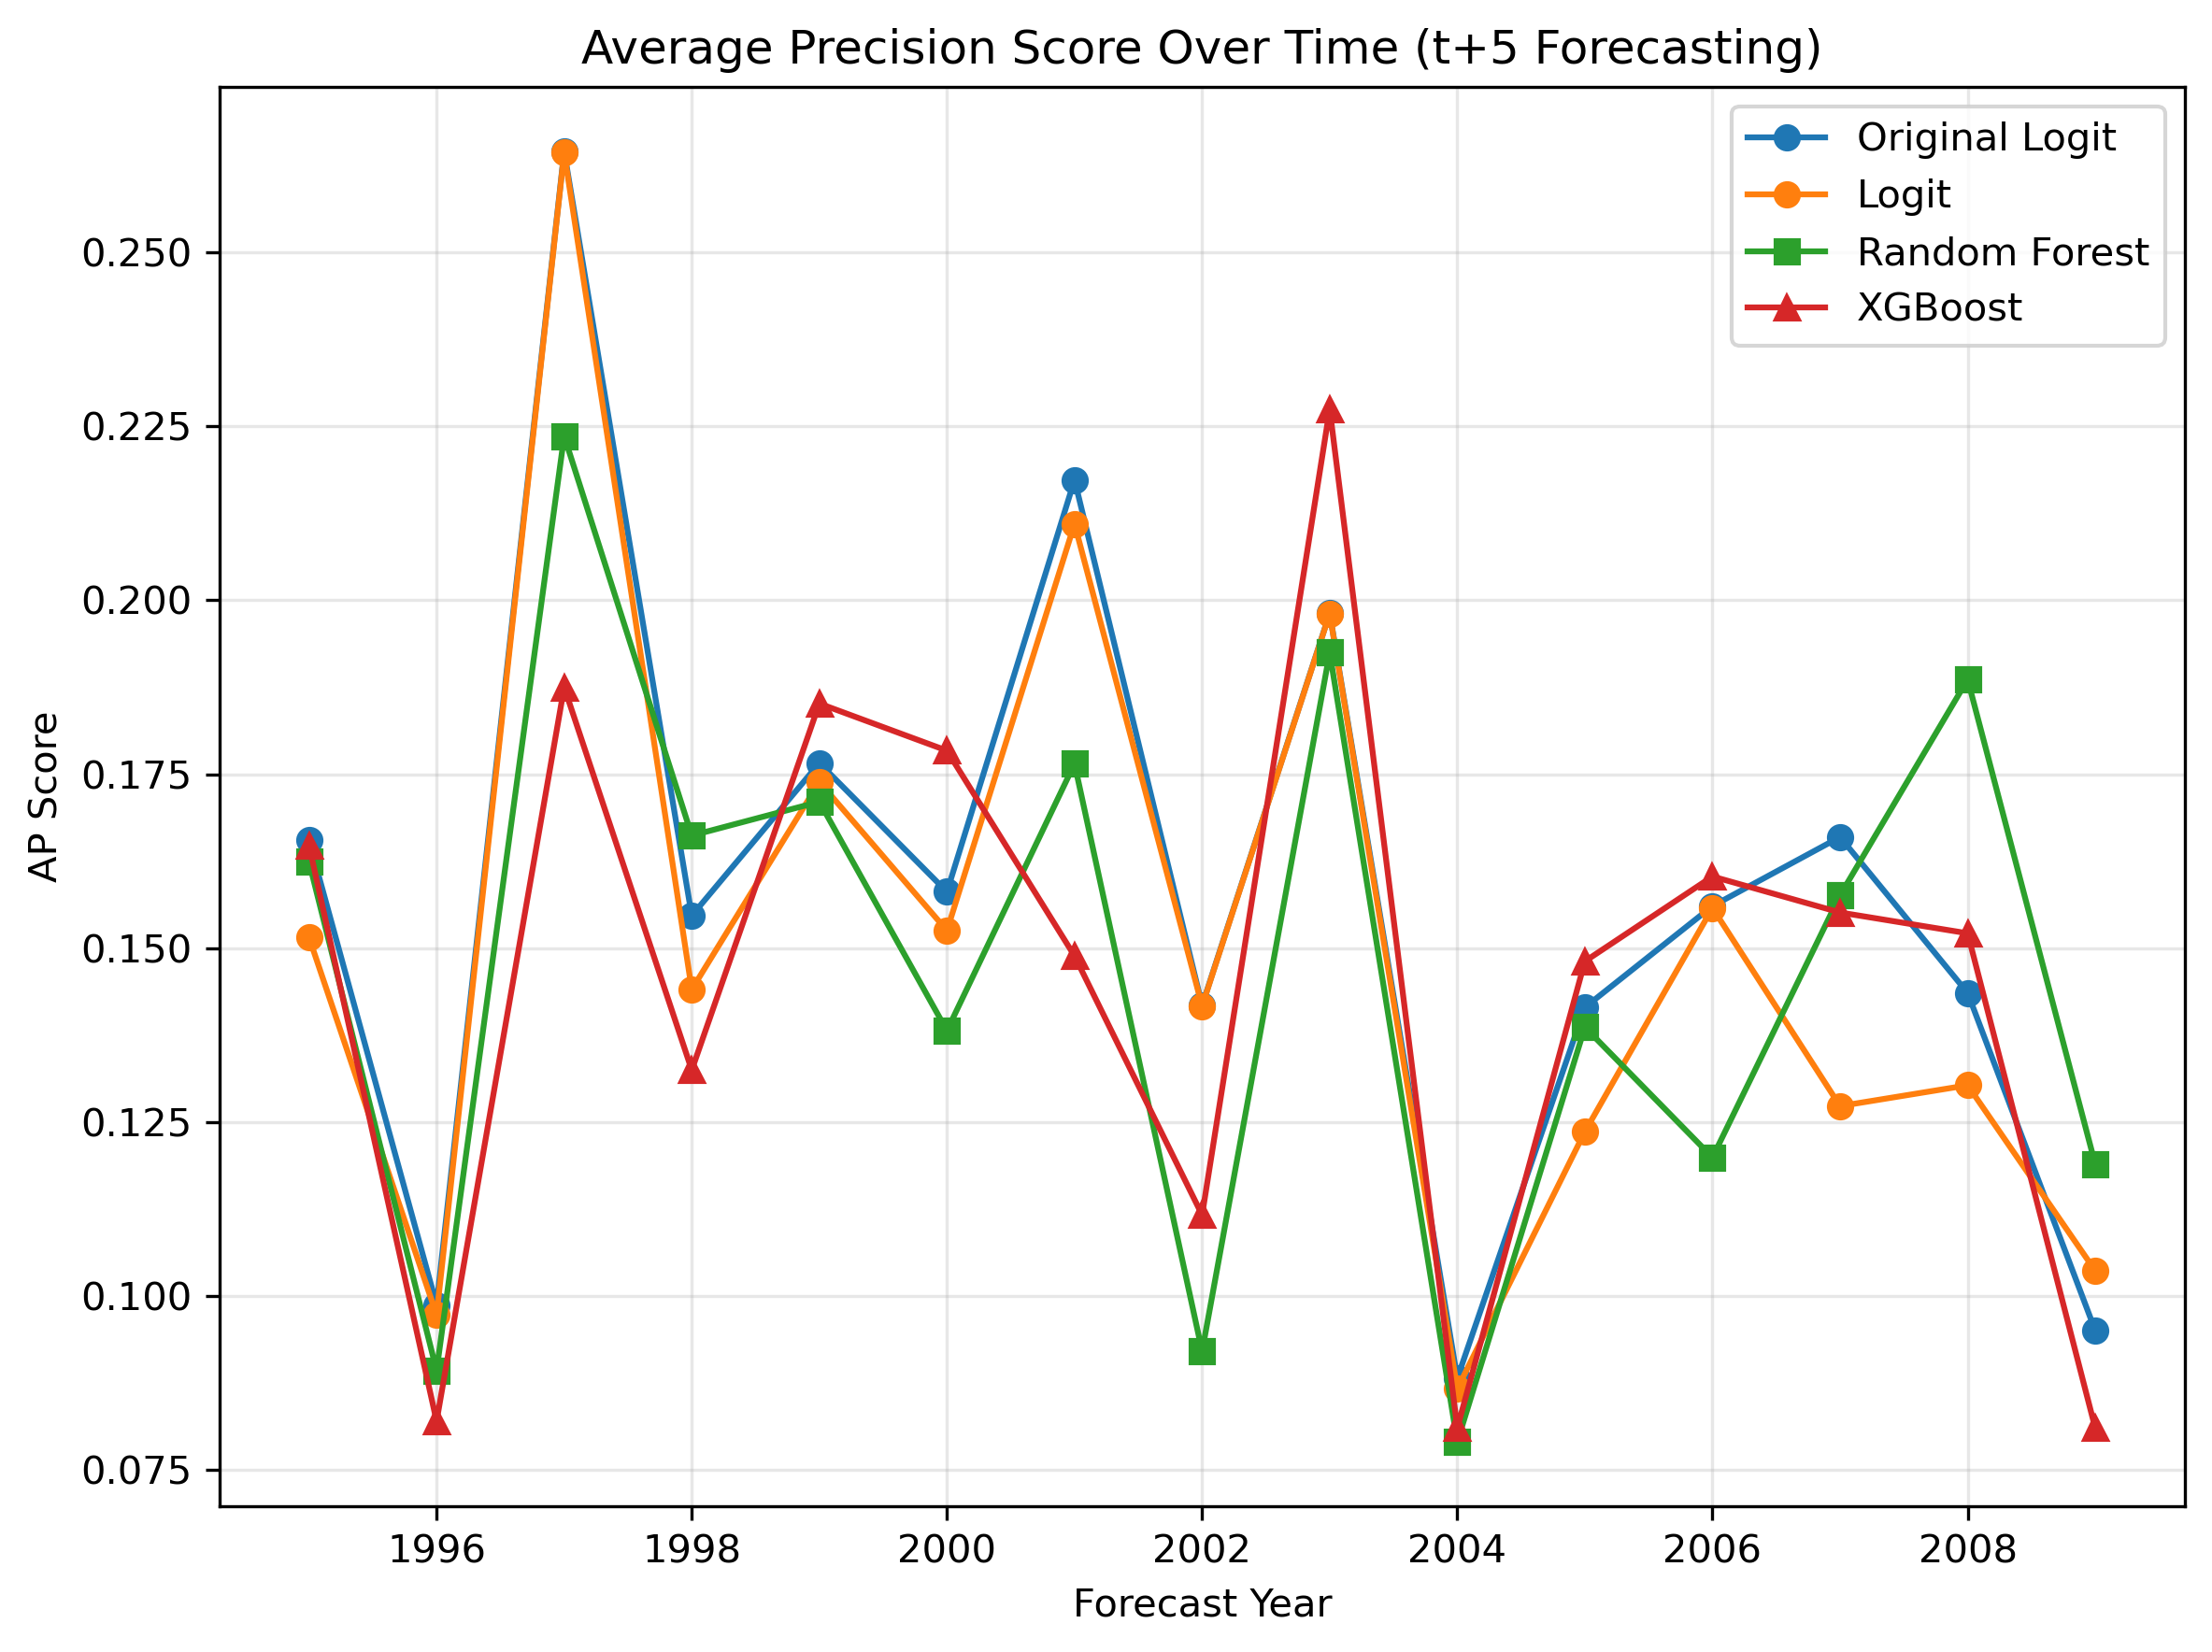 Average Precision Score Over Time (t+5 Forecasting)
Original Logit
Logit
Random Forest
XGBoost
0.250
0.225
0.200
0.175
0.150
0.125
0.100
0.075
AP Score
1996 1998 2000 2002 2004 2006 2008
Forecast Year